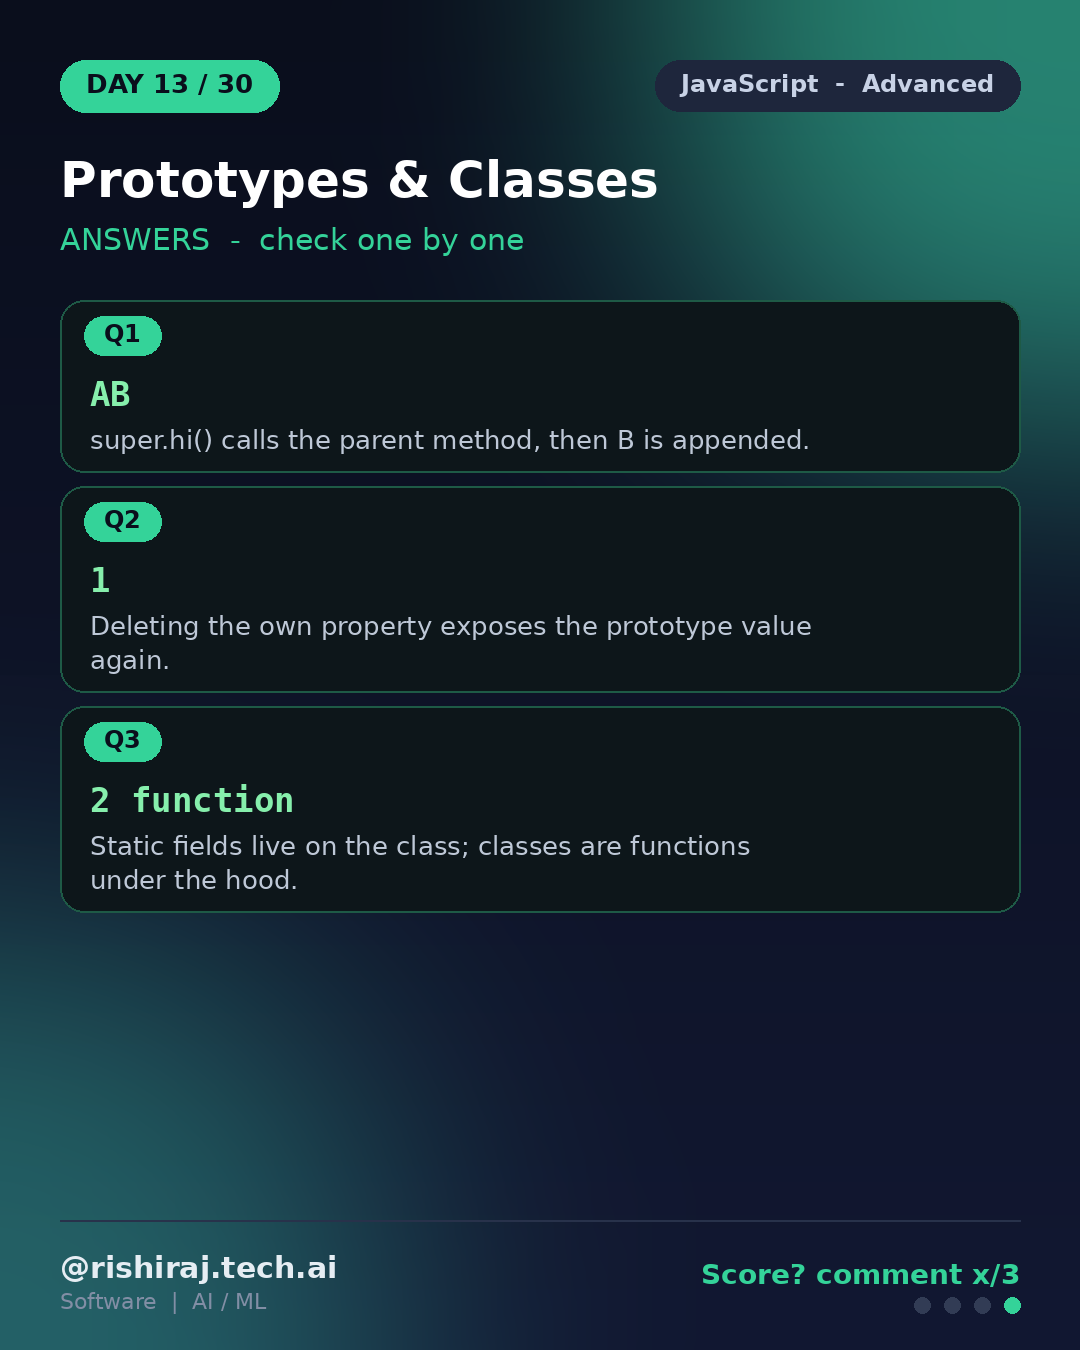 DAY 13 / 30
JavaScript - Advanced
Prototypes & Classes
ANSWERS - check one by one
Q1
AB
super.hi() calls the parent method, then B is appended.
Q2
1
Deleting the own property exposes the prototype value
again.
Q3
2 function
Static fields live on the class; classes are functions
under the hood.
@rishiraj.tech.ai
Software | AI / ML
Score? comment x/3